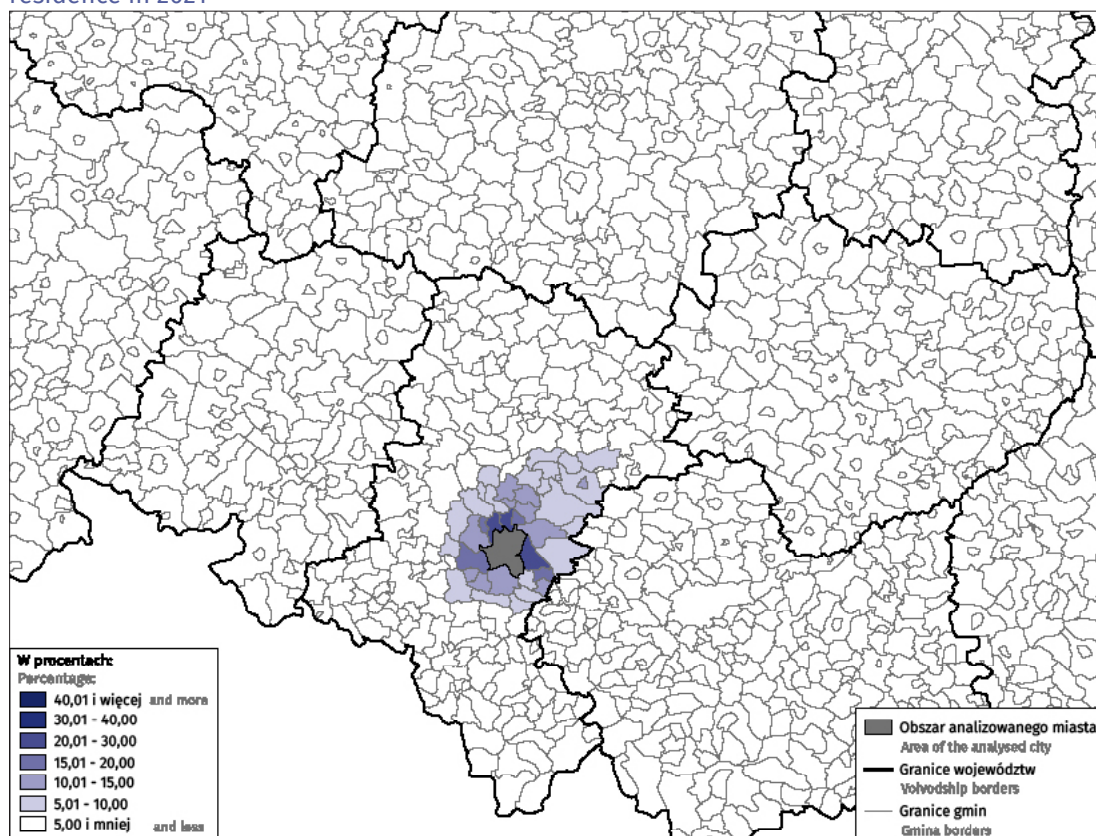 residence in 2021
W procentach:
Percentage:
40,01 i więcej and more
30,01 - 40,00
20,01 - 30,00
15,01 - 20,00
10,01 - 15,00
5,01 - 10,00
5,00 i mniej and less
Obszar analizowanego miasta
Area of the analysed city
Granice województw
Voivodship borders
Granice gmin
Gmina borders